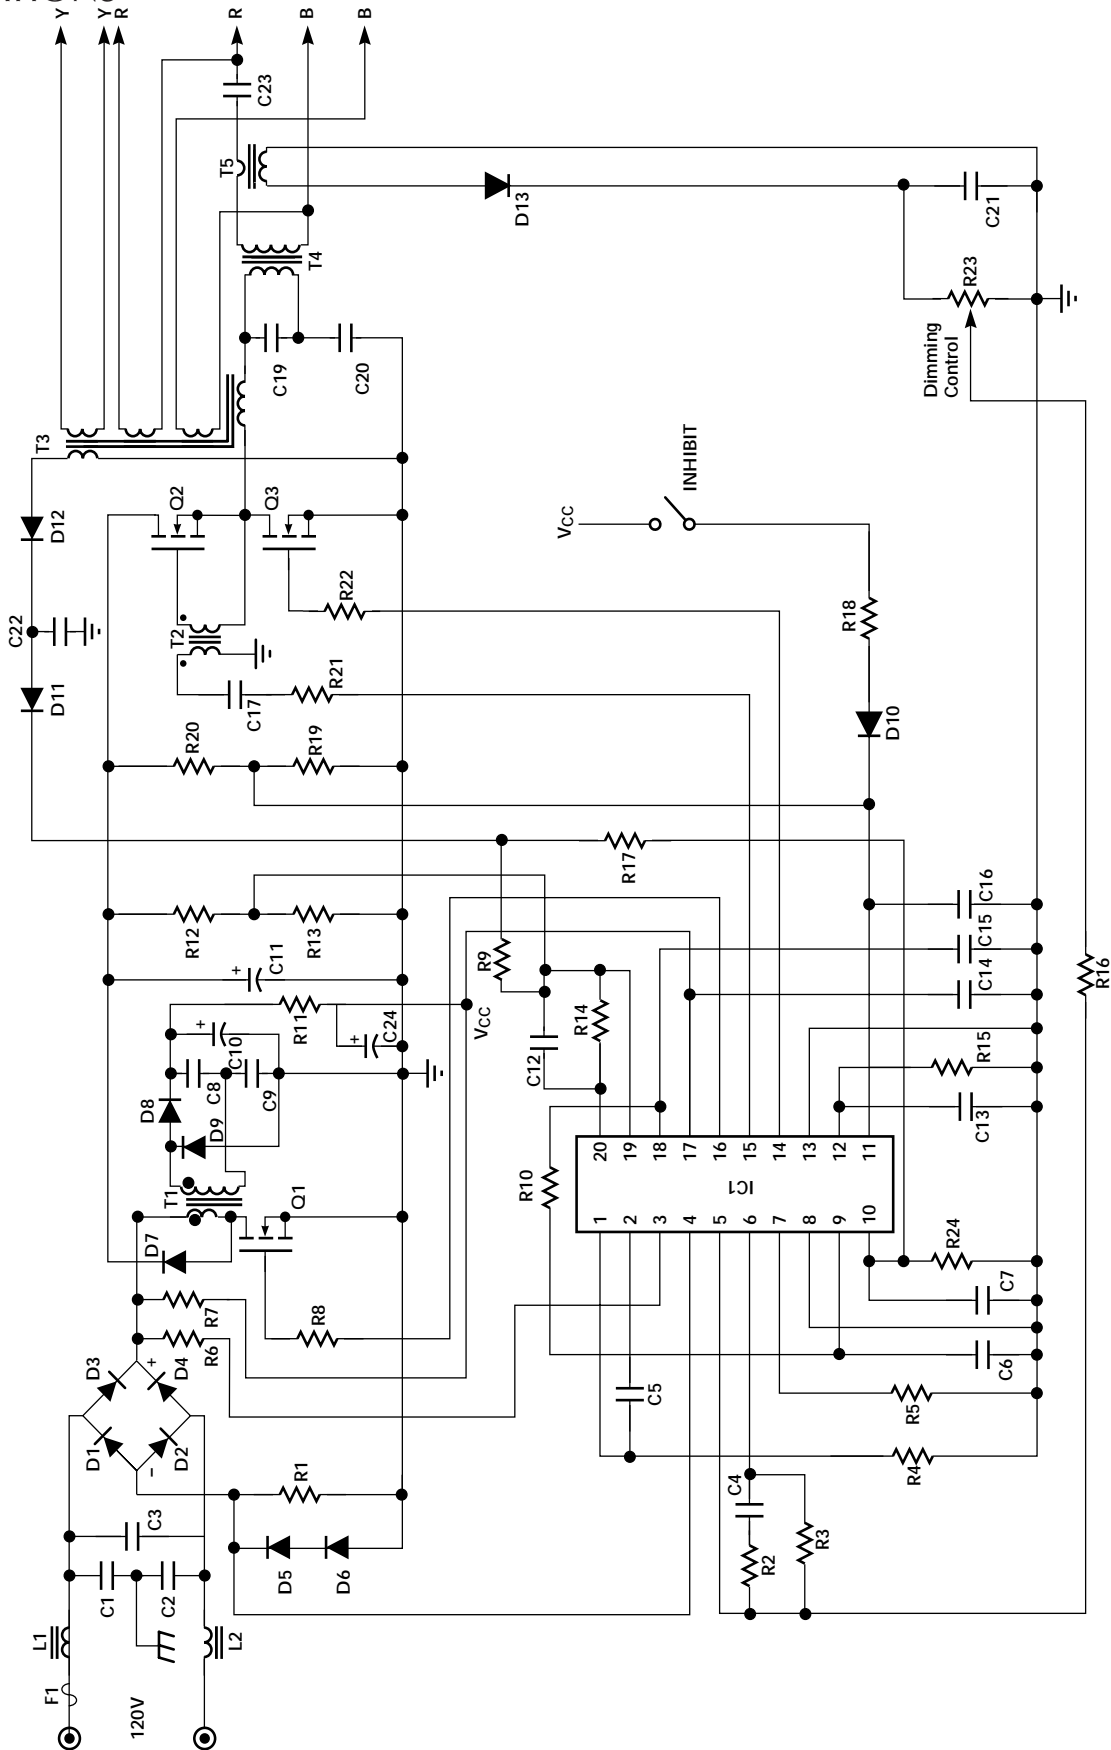 Y
Y
R
R
B
B
C23
T5
D13
C21
T4
R23
Dimming
Control
C19
C20
T3
Q2
Q3
INHIBIT
VCC
D12
C22
T2
R22
R18
D11
C17
R21
D10
R20
R19
R17
R12
R13
C11
R9
C16
C15
C14
R16
+
R11
C24
+
VCC
C10
+
C8
C9
D8
D9
C12
R14
R15
C13
T1
Q1
D7
R10
20
19
18
17
16
15
14
13
12
11
IC1
1
2
3
4
5
6
7
8
9
10
R24
C7
C6
R7
R6
R8
D3
D4
+
D1
D2
–
C5
R5
R4
R1
C4
R2
R3
C3
D5
D6
C1
C2
L1
L2
F1
120V